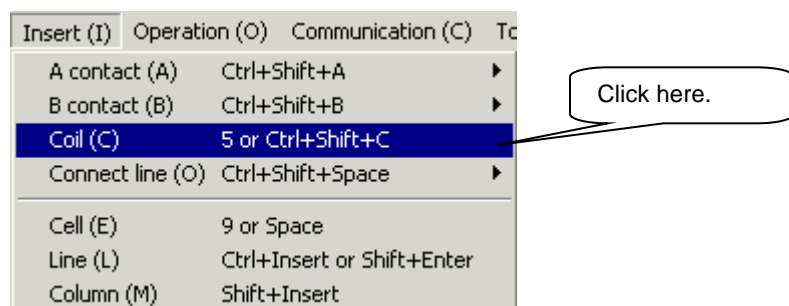 Insert (I) Operation (O) Communication (C) To
A contact (A) Ctrl+Shift+A
B contact (B) Ctrl+Shift+B
Coil (C) 5 or Ctrl+Shift+C
Click here.
Connect line (O) Ctrl+Shift+Space
Cell (E) 9 or Space
Line (L) Ctrl+Insert or Shift+Enter
Column (M) Shift+Insert